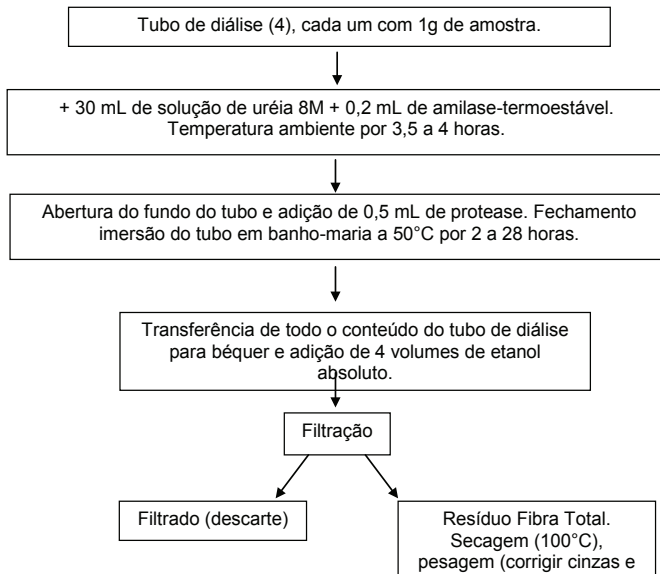 Tubo de diálise (4), cada um com 1g de amostra.
+ 30 mL de solução de uréia 8M + 0,2 mL de amilase-termoestável.
Temperatura ambiente por 3,5 a 4 horas.
Abertura do fundo do tubo e adição de 0,5 mL de protease. Fechamento
imersão do tubo em banho-maria a 50°C por 2 a 28 horas.
Transferência de todo o conteúdo do tubo de diálise
para béquer e adição de 4 volumes de etanol
absoluto.
Filtração
Filtrado (descarte)
Resíduo Fibra Total.
Secagem (100°C),
pesagem (corrigir cinzas e